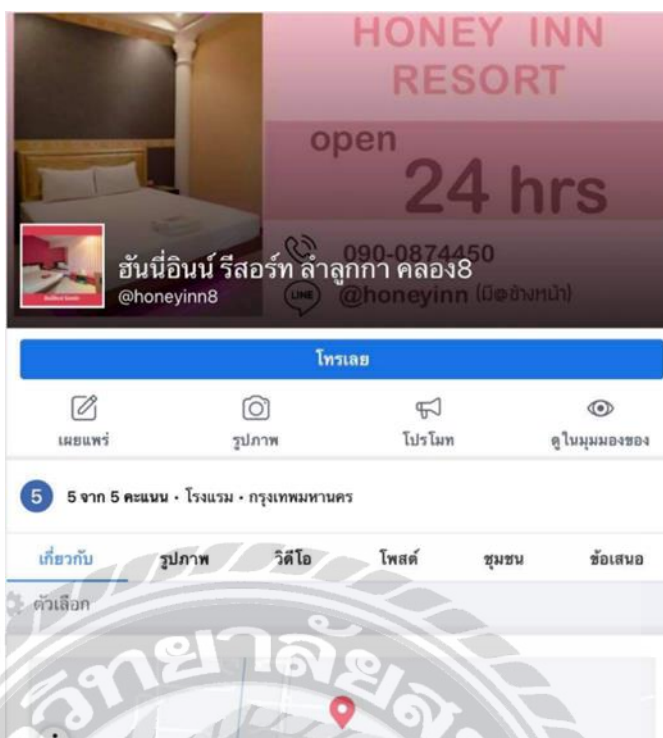 HONEY INN
RESORT
open
24 hrs
090-0874450
ฮันนี่อินน์ รีสอร์ท ลำลูกกา คลอง8
@honeyinn8
LINE @honeyinn (มี@ข้างหน้า)
โทรเลย
เผยแพร่ รูปภาพ โปรโมท ดูในมุมมองของ
5 5 จาก 5 คะแนน · โรงแรม · กรุงเทพมหานคร
เกี่ยวกับ รูปภาพ วิดีโอ โพสต์ ชุมชน ข้อเสนอ
ตัวเลือก